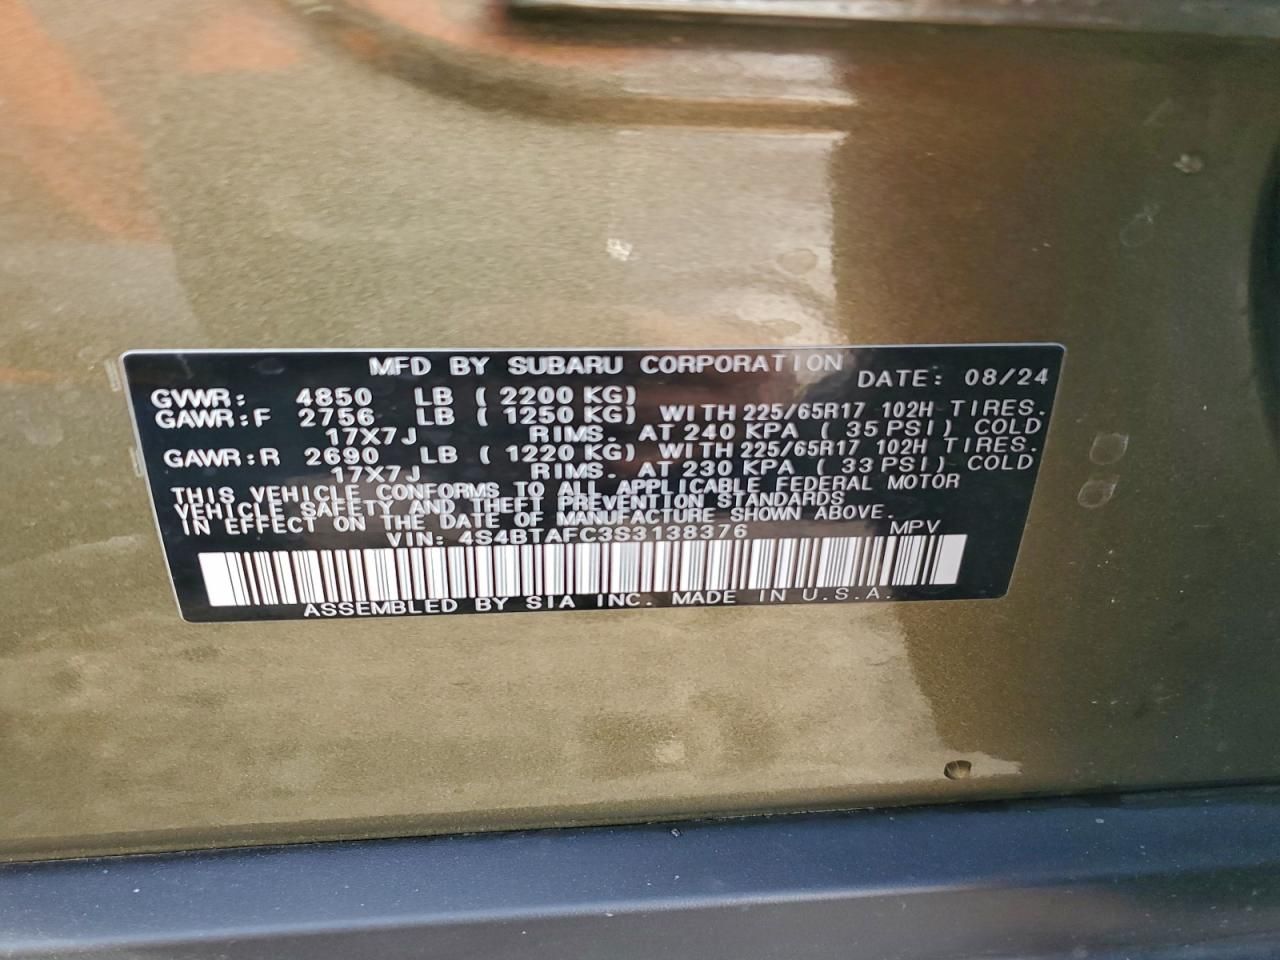 MFD BY SUBARU CORPORATION DATE: 08/24
GVWR: 4850 LB ( 2200 KG)
GAWR:F 2756 LB ( 1250 KG) WITH 225/65R17 102H TIRES.
17X7J RIMS. AT 240 KPA ( 35 PSI) COLD
GAWR:R 2690 LB ( 1220 KG) WITH 225/65R17 102H TIRES.
17X7J RIMS. AT 230 KPA ( 33 PSI) COLD
THIS VEHICLE CONFORMS TO ALL APPLICABLE FEDERAL MOTOR
VEHICLE SAFETY AND THEFT PREVENTION STANDARDS
IN EFFECT ON THE DATE OF MANUFACTURE SHOWN ABOVE.
VIN: 4S4BTAFC3S3138376 MPV
ASSEMBLED BY SIA INC. MADE IN U.S.A.